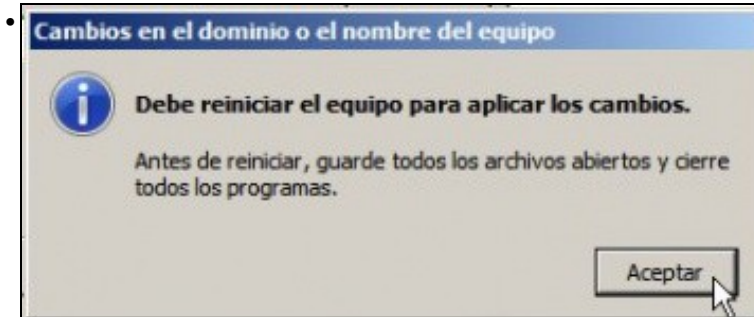 Cambios en el dominio o el nombre del equipo
Debe reiniciar el equipo para aplicar los cambios.
Antes de reiniciar, guarde todos los archivos abiertos y cierre
todos los programas.
Aceptar